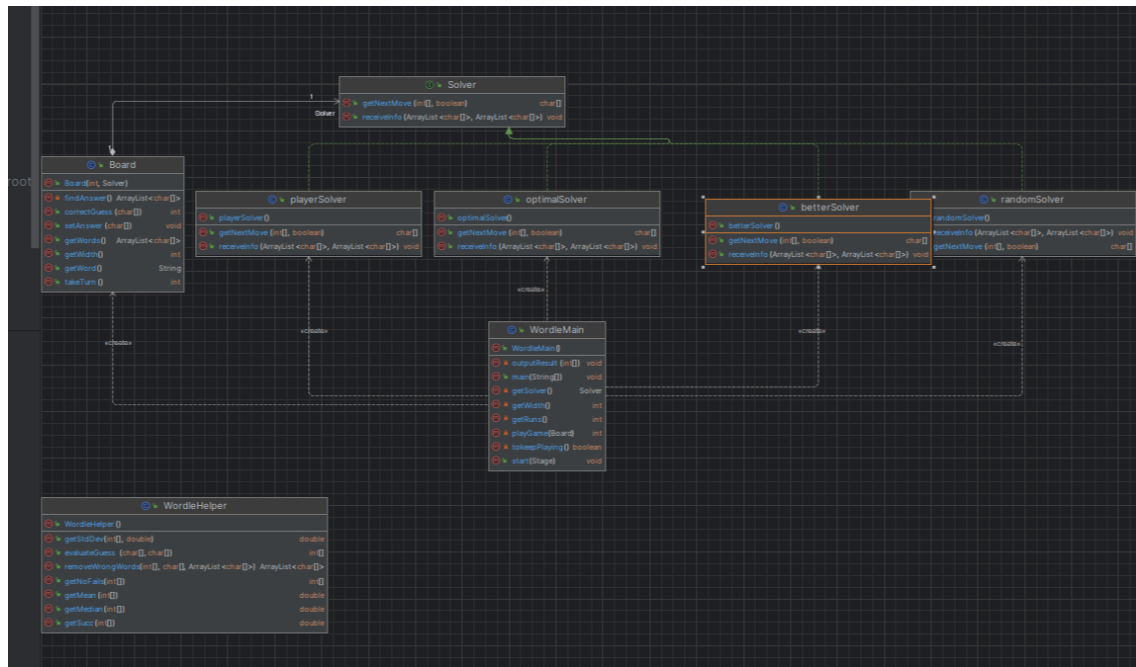 Solver
getNextMove (int[], boolean) char[]
receiveInfo (ArrayList<char[]>, ArrayList<char[]>) void
1
Solver
1
root
Board
Board(int, Solver)
findAnswer() ArrayList<char[]>
correctGuess (char[]) int
setAnswer (char[]) void
getWords() ArrayList<char[]>
getWidth() int
getWord() String
takeTurn () int
playerSolver
playerSolver()
getNextMove (int[], boolean) char[]
receiveInfo (ArrayList<char[]>, ArrayList<char[]>) void
optimalSolver
optimalSolver()
getNextMove (int[], boolean) char[]
receiveInfo (ArrayList<char[]>, ArrayList<char[]>) void
betterSolver
betterSolver ()
getNextMove (int[], boolean) char[]
receiveInfo (ArrayList<char[]>, ArrayList<char[]>) void
randomSolver
randomSolver()
receiveInfo (ArrayList<char[]>, ArrayList<char[]>) void
getNextMove (int[], boolean) char[]
«create»
«create»
«create»
«create»
«create»
WordleMain
WordleMain()
outputResult (int[]) void
main(String[]) void
getSolver() Solver
getWidth() int
getRuns() int
playGame(Board) int
tokeepPlaying() boolean
start(Stage) void
WordleHelper
WordleHelper ()
getStdDev(int[], double) double
evaluateGuess (char[], char[]) int[]
removeWrongWords(int[], char[], ArrayList<char[]>) ArrayList<char[]>
getNoFails(int[]) int[]
getMean (int[]) double
getMedian(int[]) double
getSucc(int[]) double